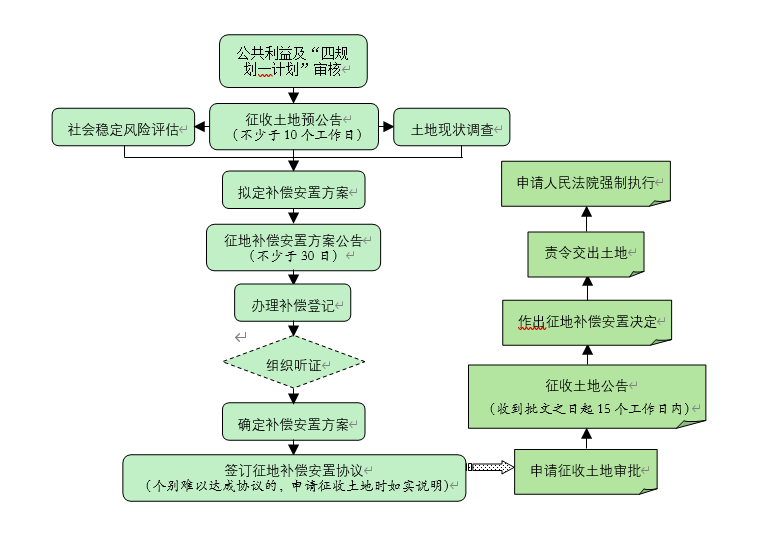 公共利益及“四规
划一计划”审核
社会稳定风险评估
征收土地预公告
（不少于10个工作日）
土地现状调查
拟定补偿安置方案
征地补偿安置方案公告
（不少于30日）
办理补偿登记
组织听证
确定补偿安置方案
签订征地补偿安置协议
（个别难以达成协议的，申请征收土地时如实说明）
申请人民法院强制执行
责令交出土地
作出征地补偿安置决定
征收土地公告
（收到批文之日起15个工作日内）
申请征收土地审批